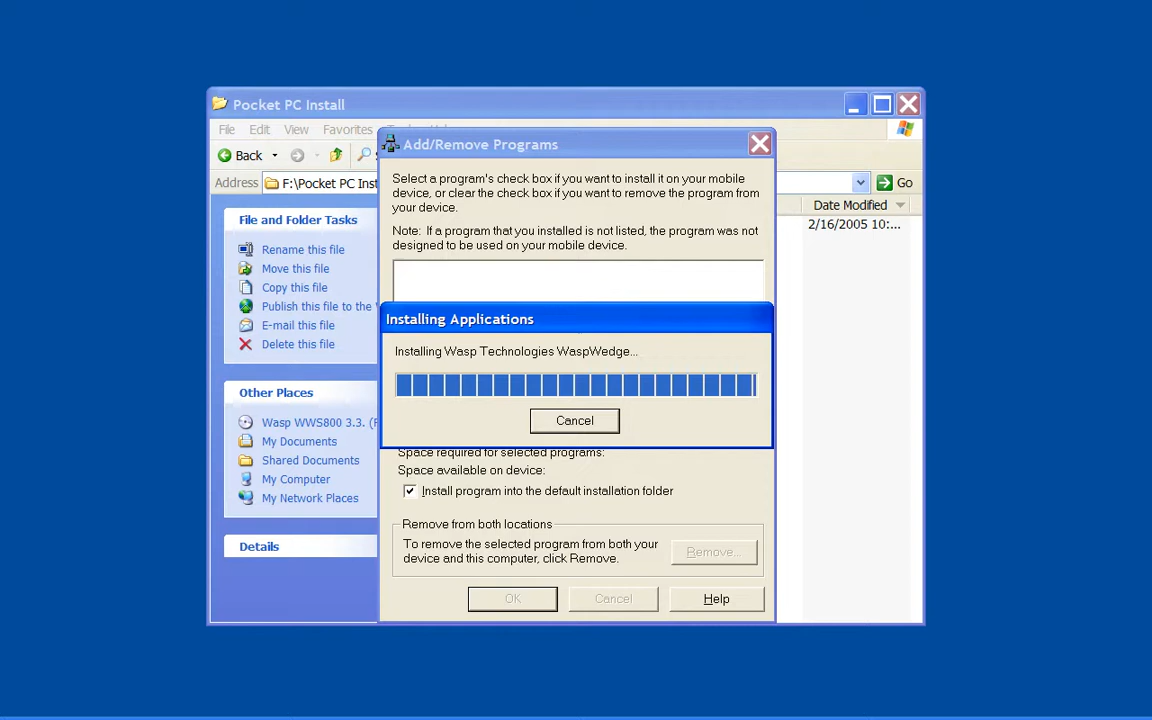 Pocket PC Install
File Edit View Favorites
Add/Remove Programs
Back
Address F:\Pocket PC Inst
Go
Select a program's check box if you want to install it on your mobile
device, or clear the check box if you want to remove the program from
your device.
Date Modified
2/16/2005 10:...
Note: If a program that you installed is not listed, the program was not
designed to be used on your mobile device.
File and Folder Tasks
Rename this file
Move this file
Copy this file
Publish this file to the
E-mail this file
Delete this file
Installing Applications
Installing Wasp Technologies WaspWedge...
Cancel
Other Places
Wasp WWS800 3.3. (F
My Documents
Shared Documents
My Computer
My Network Places
Details
Space required for selected programs:
Space available on device:
Install program into the default installation folder
Remove from both locations
To remove the selected program from both your
device and this computer, click Remove.
Remove...
OK Cancel Help